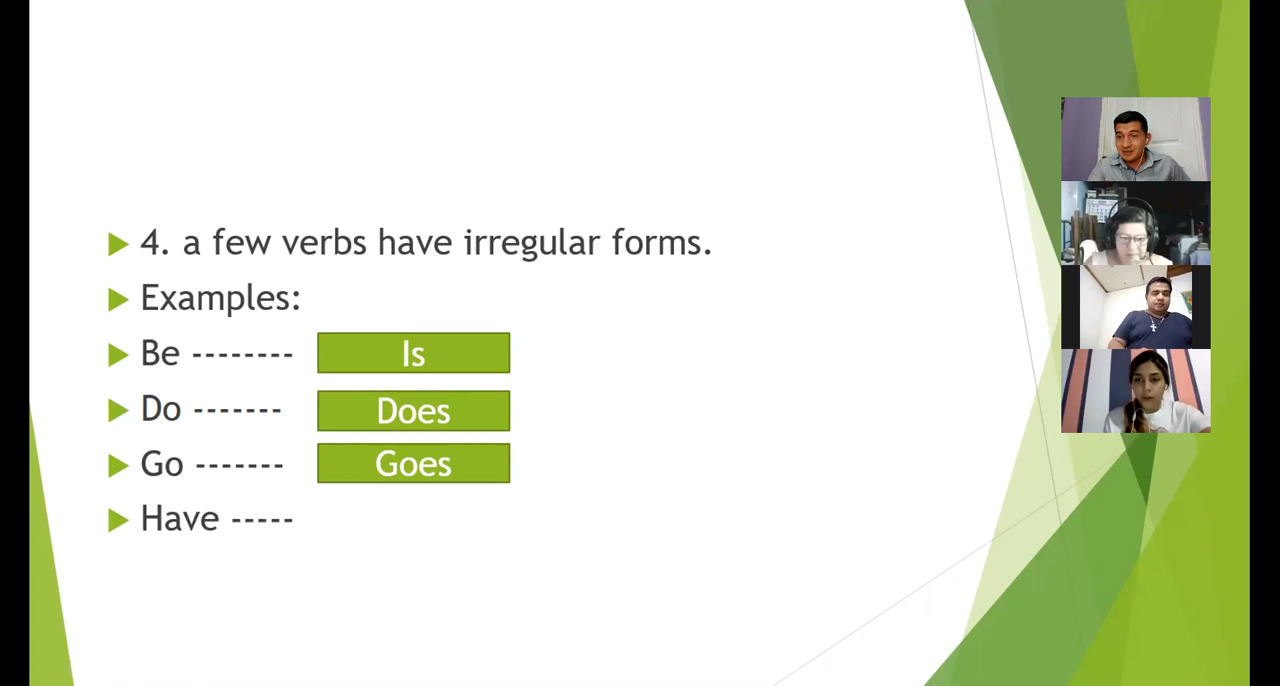 4. a few verbs have irregular forms.
Examples:
Be -------- Is
Do ------- Does
Go ------- Goes
Have -----